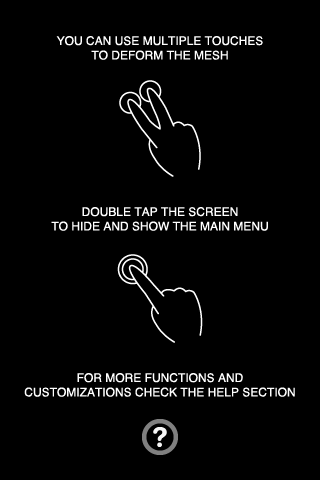 YOU CAN USE MULTIPLE TOUCHES
TO DEFORM THE MESH
DOUBLE TAP THE SCREEN
TO HIDE AND SHOW THE MAIN MENU
FOR MORE FUNCTIONS AND
CUSTOMIZATIONS CHECK THE HELP SECTION
?